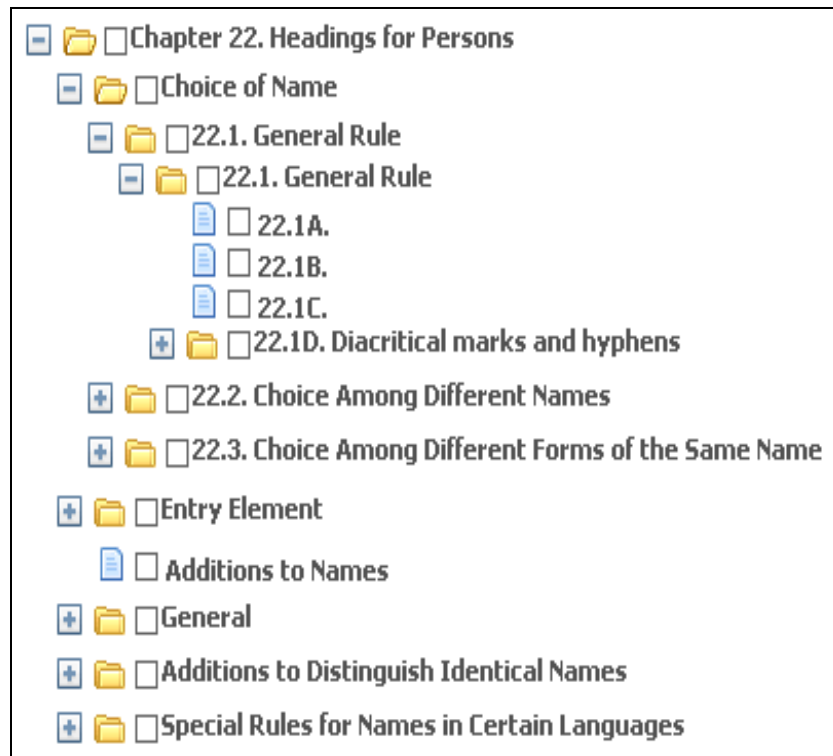 Chapter 22. Headings for Persons
Choice of Name
22.1. General Rule
22.1. General Rule
22.1A.
22.1B.
22.1C.
22.1D. Diacritical marks and hyphens
22.2. Choice Among Different Names
22.3. Choice Among Different Forms of the Same Name
Entry Element
Additions to Names
General
Additions to Distinguish Identical Names
Special Rules for Names in Certain Languages